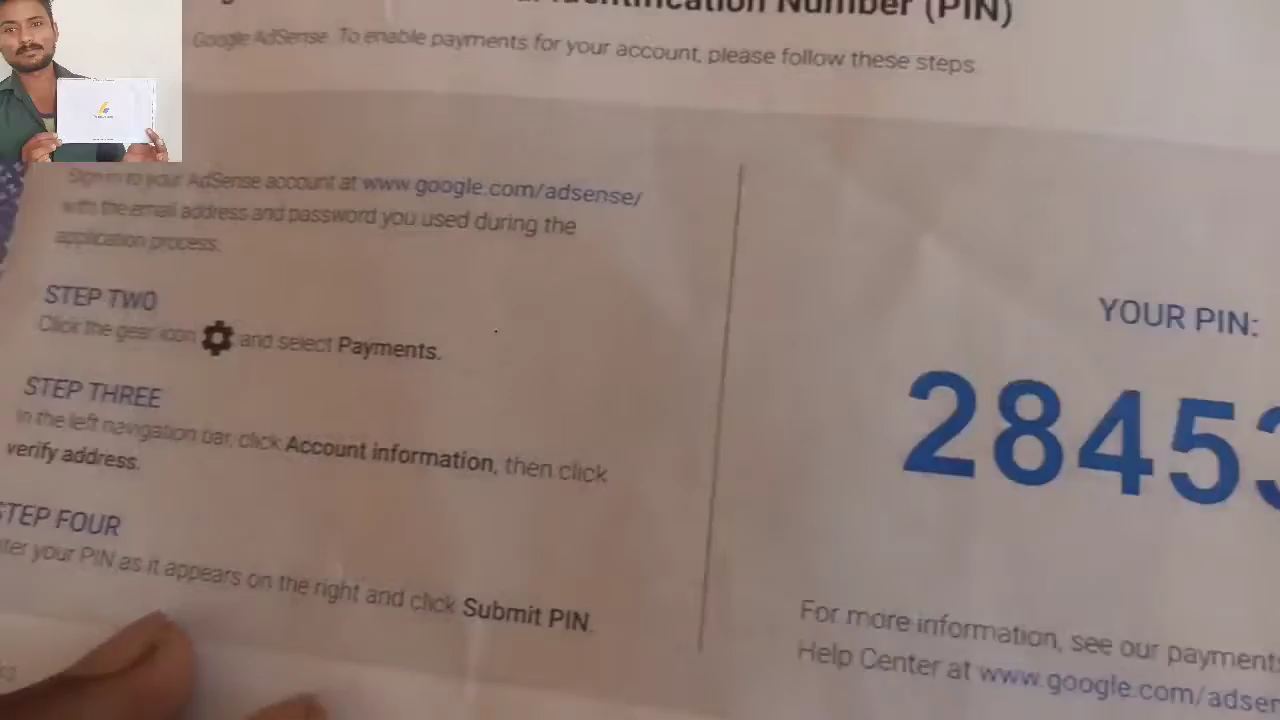 Identification Number (PIN)
Google AdSense. To enable payments for your account, please follow these steps
Sign in to your AdSense account at www.google.com/adsense/
with the email address and password you used during the
application process.
STEP TWO
Click the gear icon and select Payments.
STEP THREE
In the left navigation bar, click Account information, then click
verify address.
STEP FOUR
ter your PIN as it appears on the right and click Submit PIN.
YOUR PIN:
2845
For more information, see our payment
Help Center at www.google.com/adsen